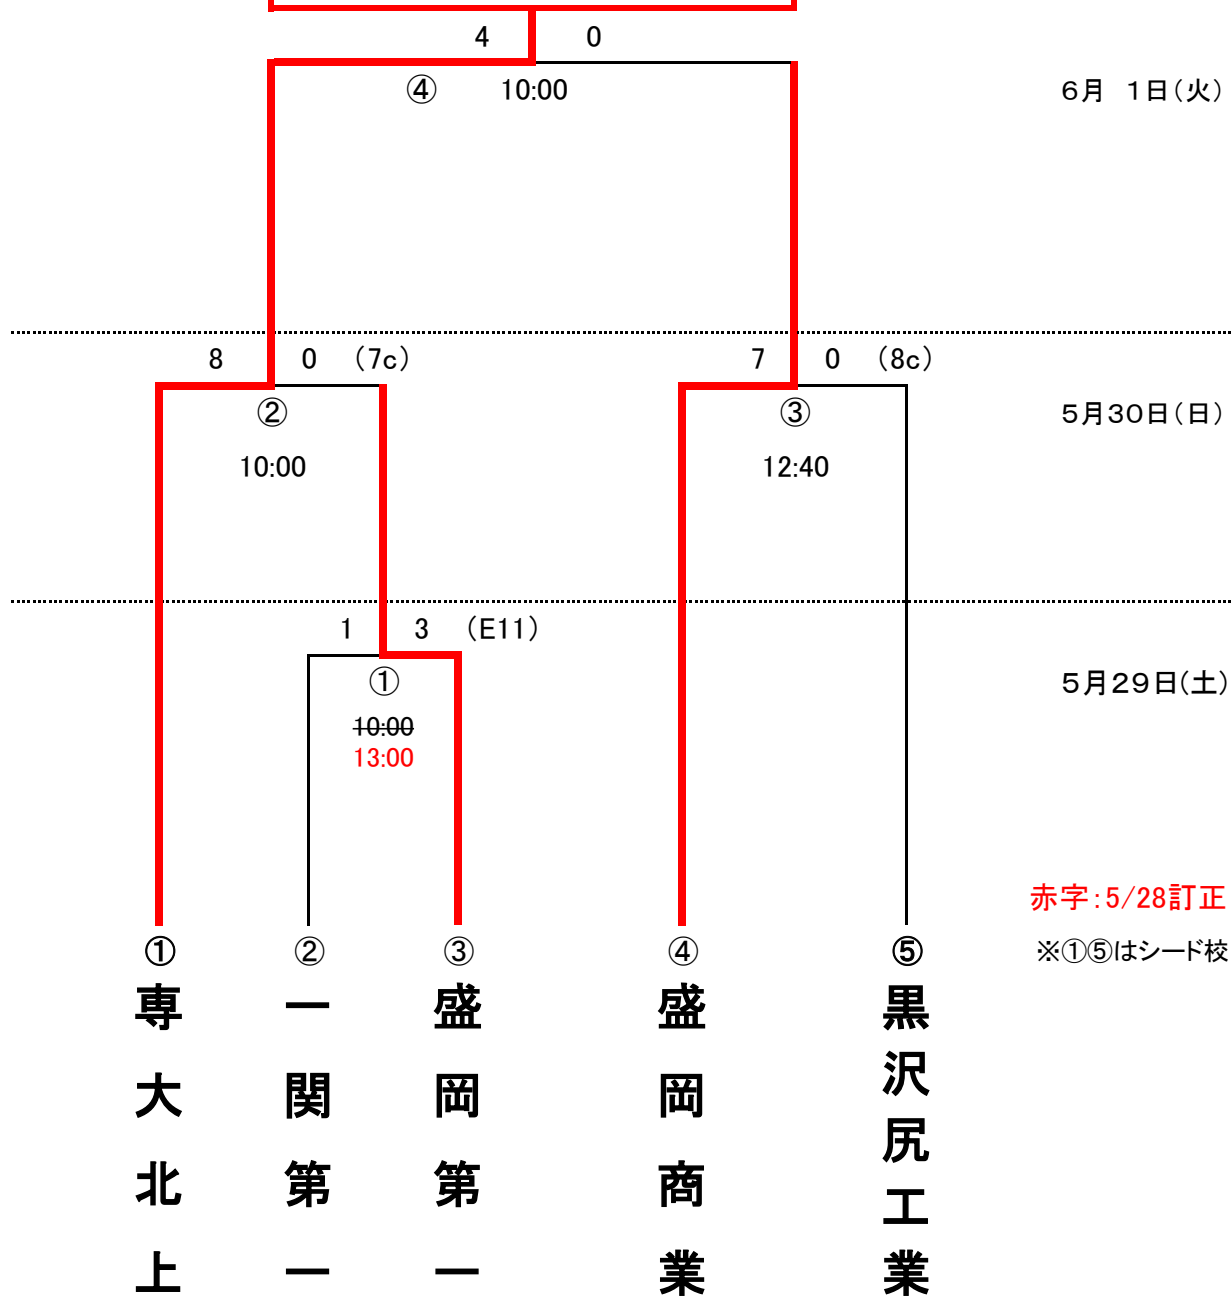 4 0
④ 10:00 6月 1日(火)
8 0 (7c) 7 0 (8c)
② ③ 5月30日(日)
10:00 12:40
1 3 (E11)
① 5月29日(土)
10:00
13:00
赤字:5/28訂正
① ② ③ ④ ⑤ ※①⑤はシード校
専大北上
一関第一
盛岡第一
盛岡商業
黒沢尻工業